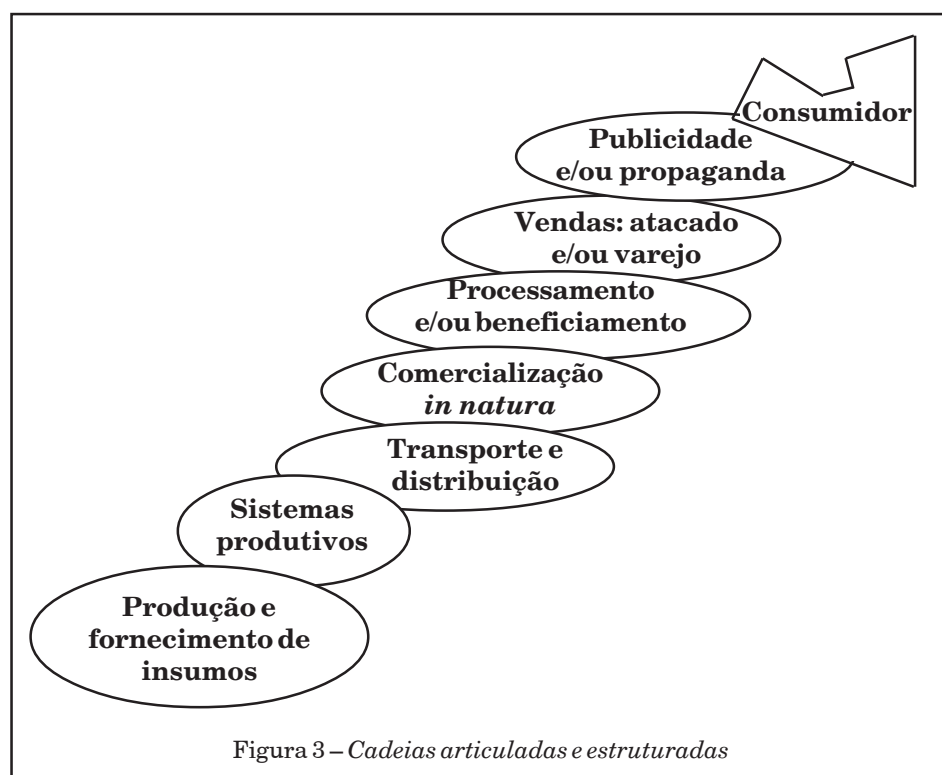 Consumidor
Publicidade
e/ou propaganda
Vendas: atacado
e/ou varejo
Processamento
e/ou beneficiamento
Comercialização
in natura
Transporte e
distribuição
Sistemas
produtivos
Produção e
fornecimento de
insumos
Figura 3 – Cadeias articuladas e estruturadas